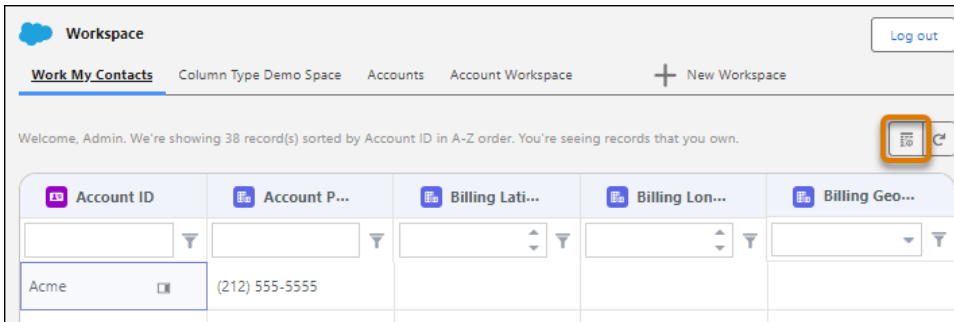 Workspace
Log out
Work My Contacts Column Type Demo Space Accounts Account Workspace New Workspace
Welcome, Admin. We're showing 38 record(s) sorted by Account ID in A-Z order. You're seeing records that you own.
Account ID Account P... Billing Lati... Billing Lon... Billing Geo...
Acme (212) 555-5555